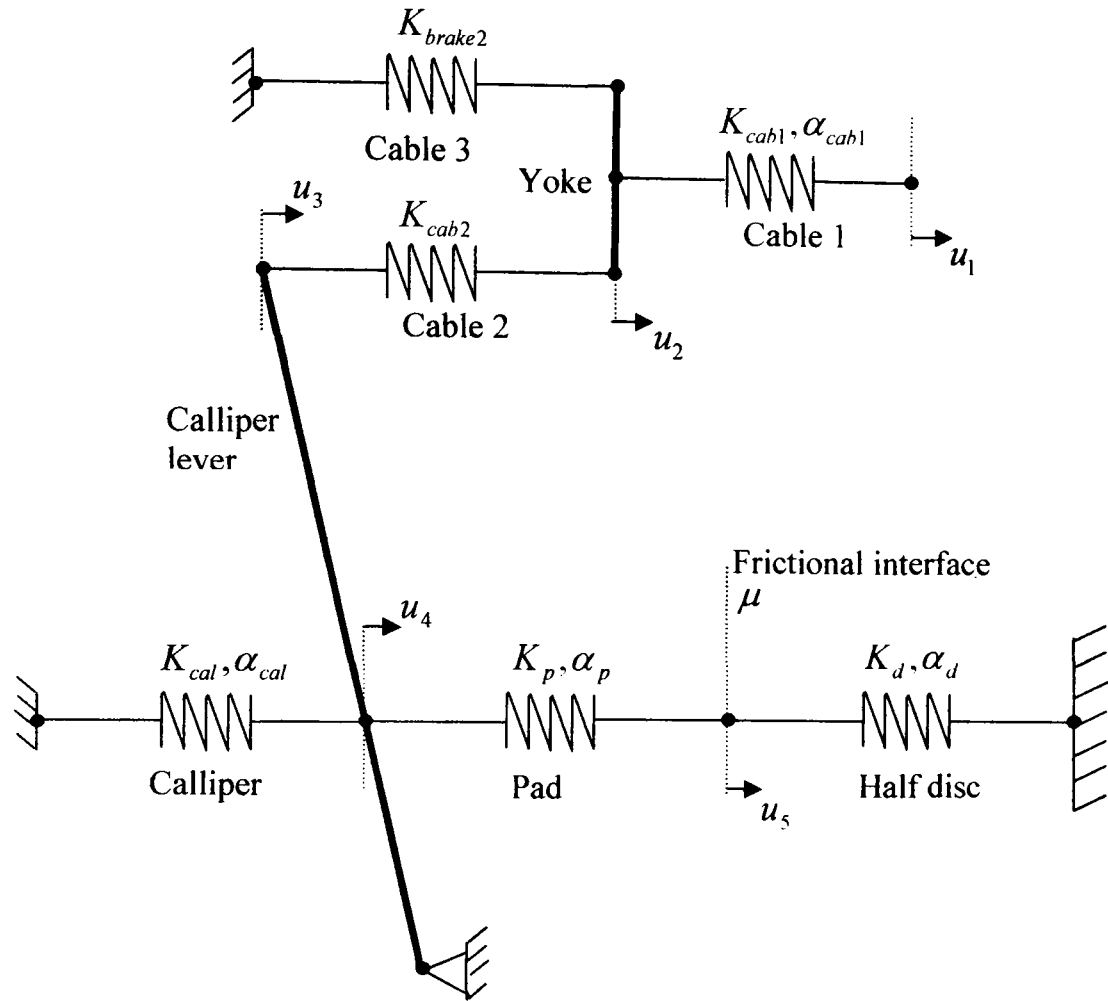 K_brake2
Cable 3
K_cab1, α_cab1
Yoke
Cable 1
u_3
K_cab2
Cable 2
u_1
u_2
Calliper
lever
Frictional interface
μ
u_4
K_cal, α_cal
K_p, α_p
K_d, α_d
Calliper
Pad
Half disc
u_5